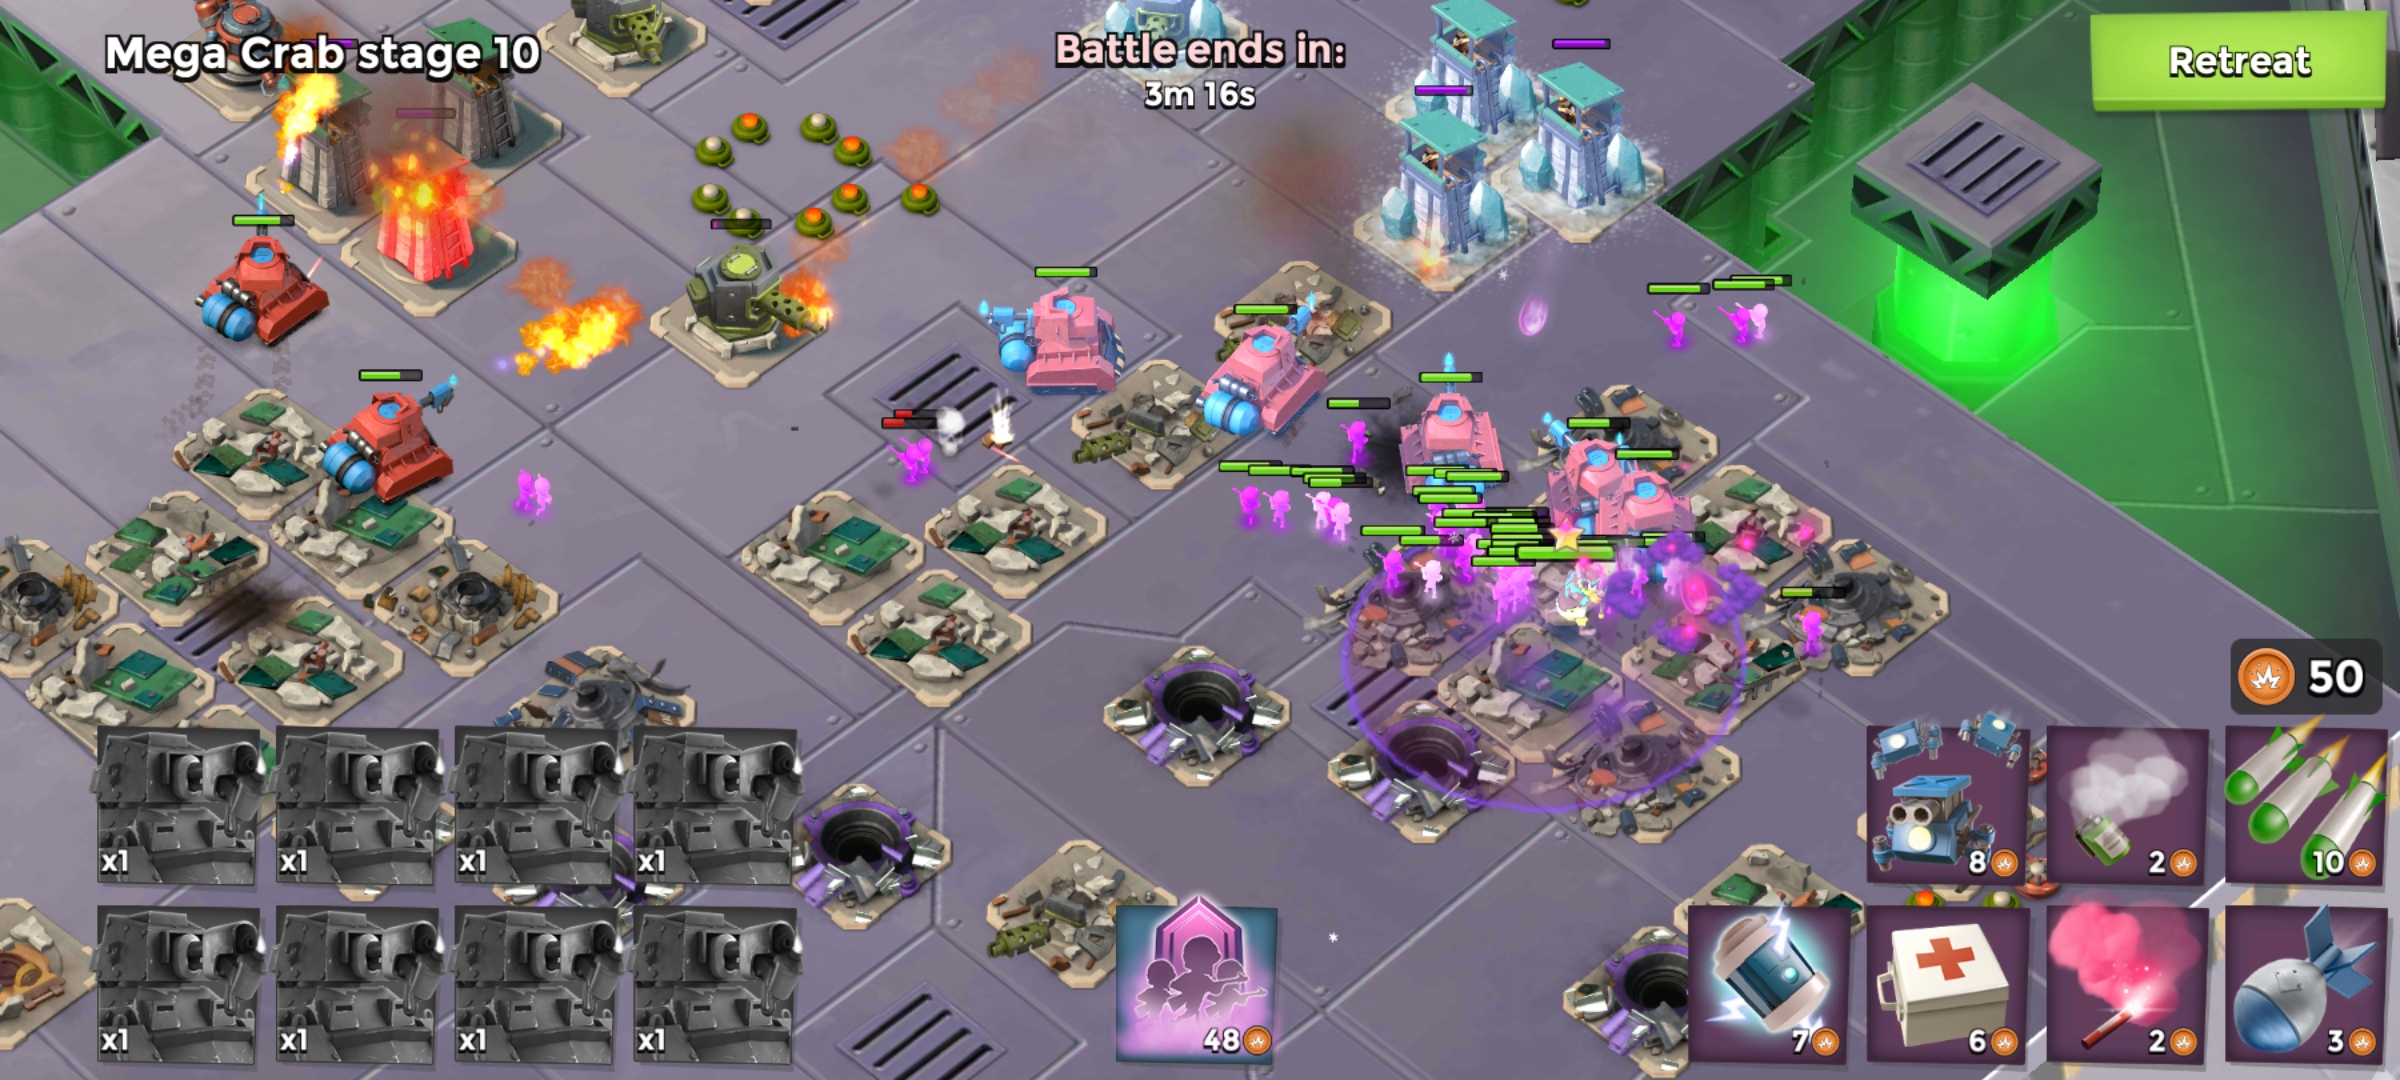 Mega Crab stage 10
Battle ends in:
3m 16s
Retreat
50
x1
x1
x1
x1
8
2
10
x1
x1
x1
x1
48
7
6
2
3